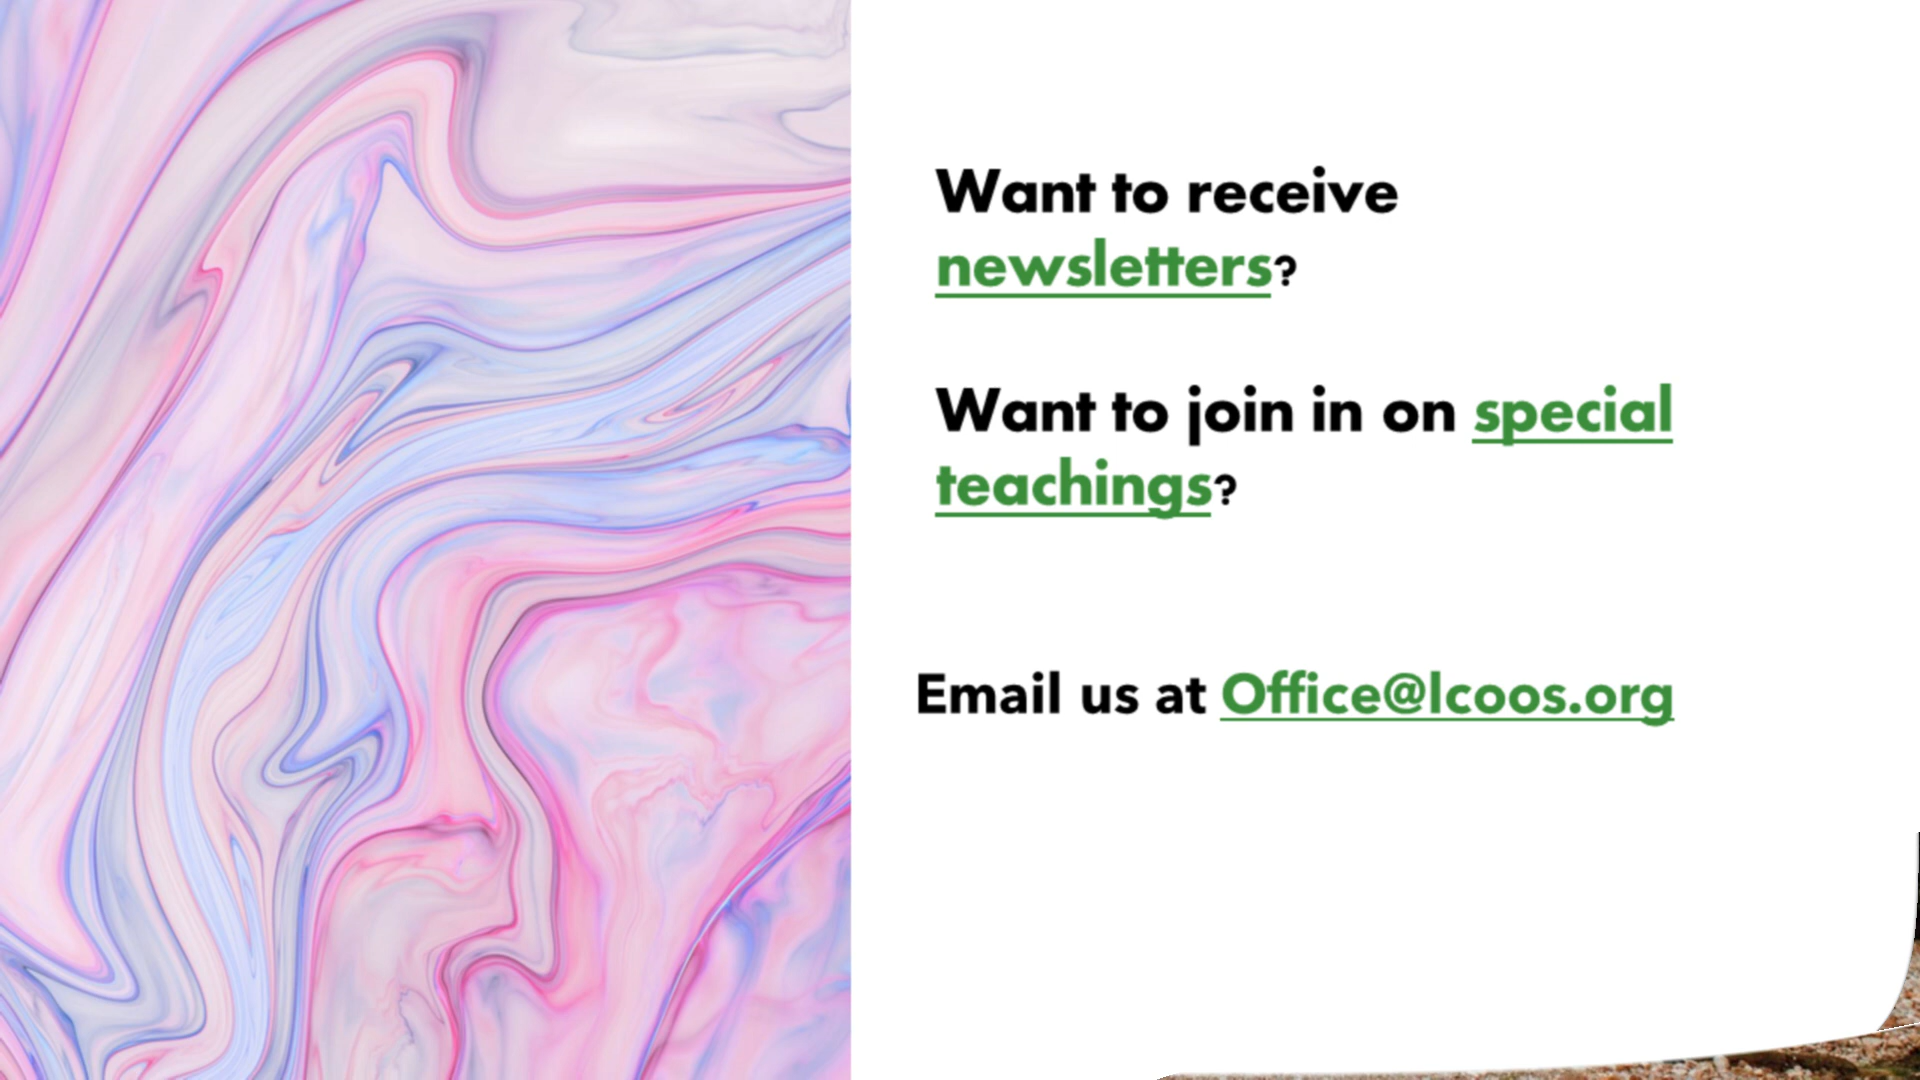 Want to receive
newsletters?
Want to join in on special
teachings?
Email us at Office@lcoos.org